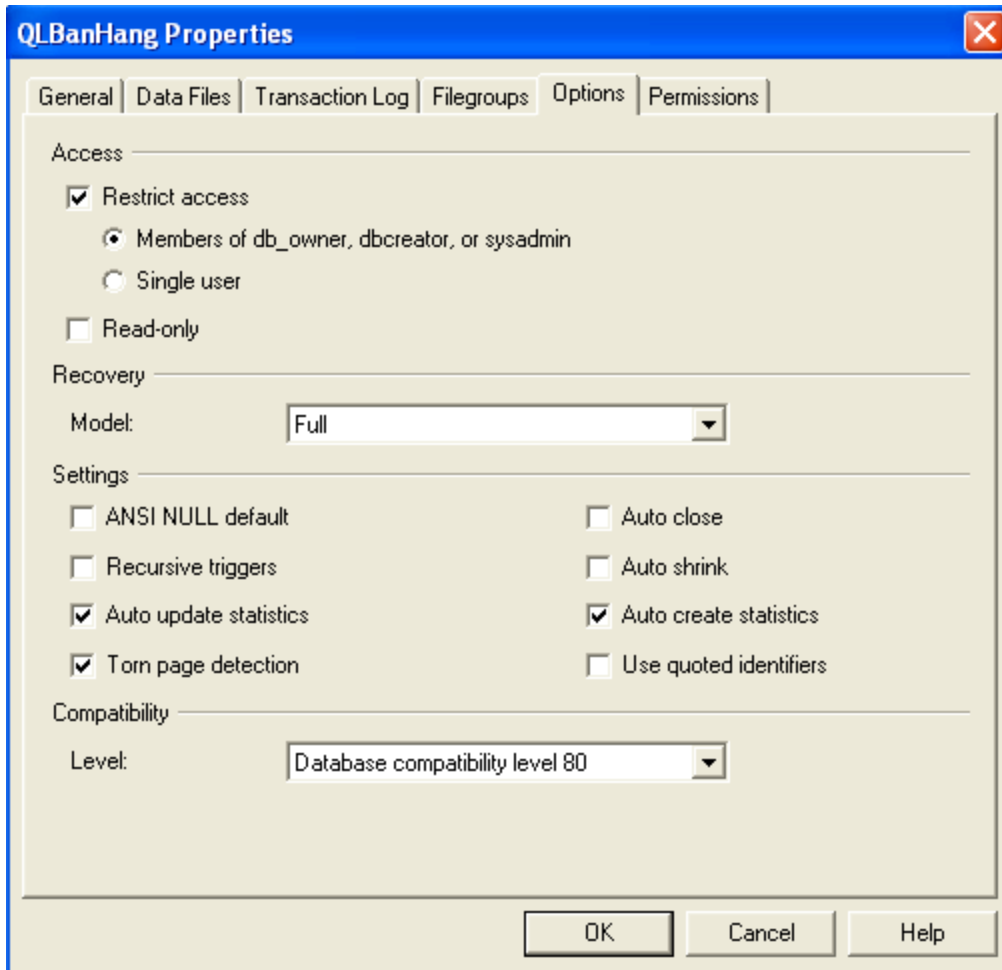 QLBanHang Properties
General Data Files Transaction Log Filegroups Options Permissions
Access
Restrict access
Members of db_owner, dbcreator, or sysadmin
Single user
Read-only
Recovery
Model: Full
Settings
ANSI NULL default Auto close
Recursive triggers Auto shrink
Auto update statistics Auto create statistics
Torn page detection Use quoted identifiers
Compatibility
Level: Database compatibility level 80
OK Cancel Help